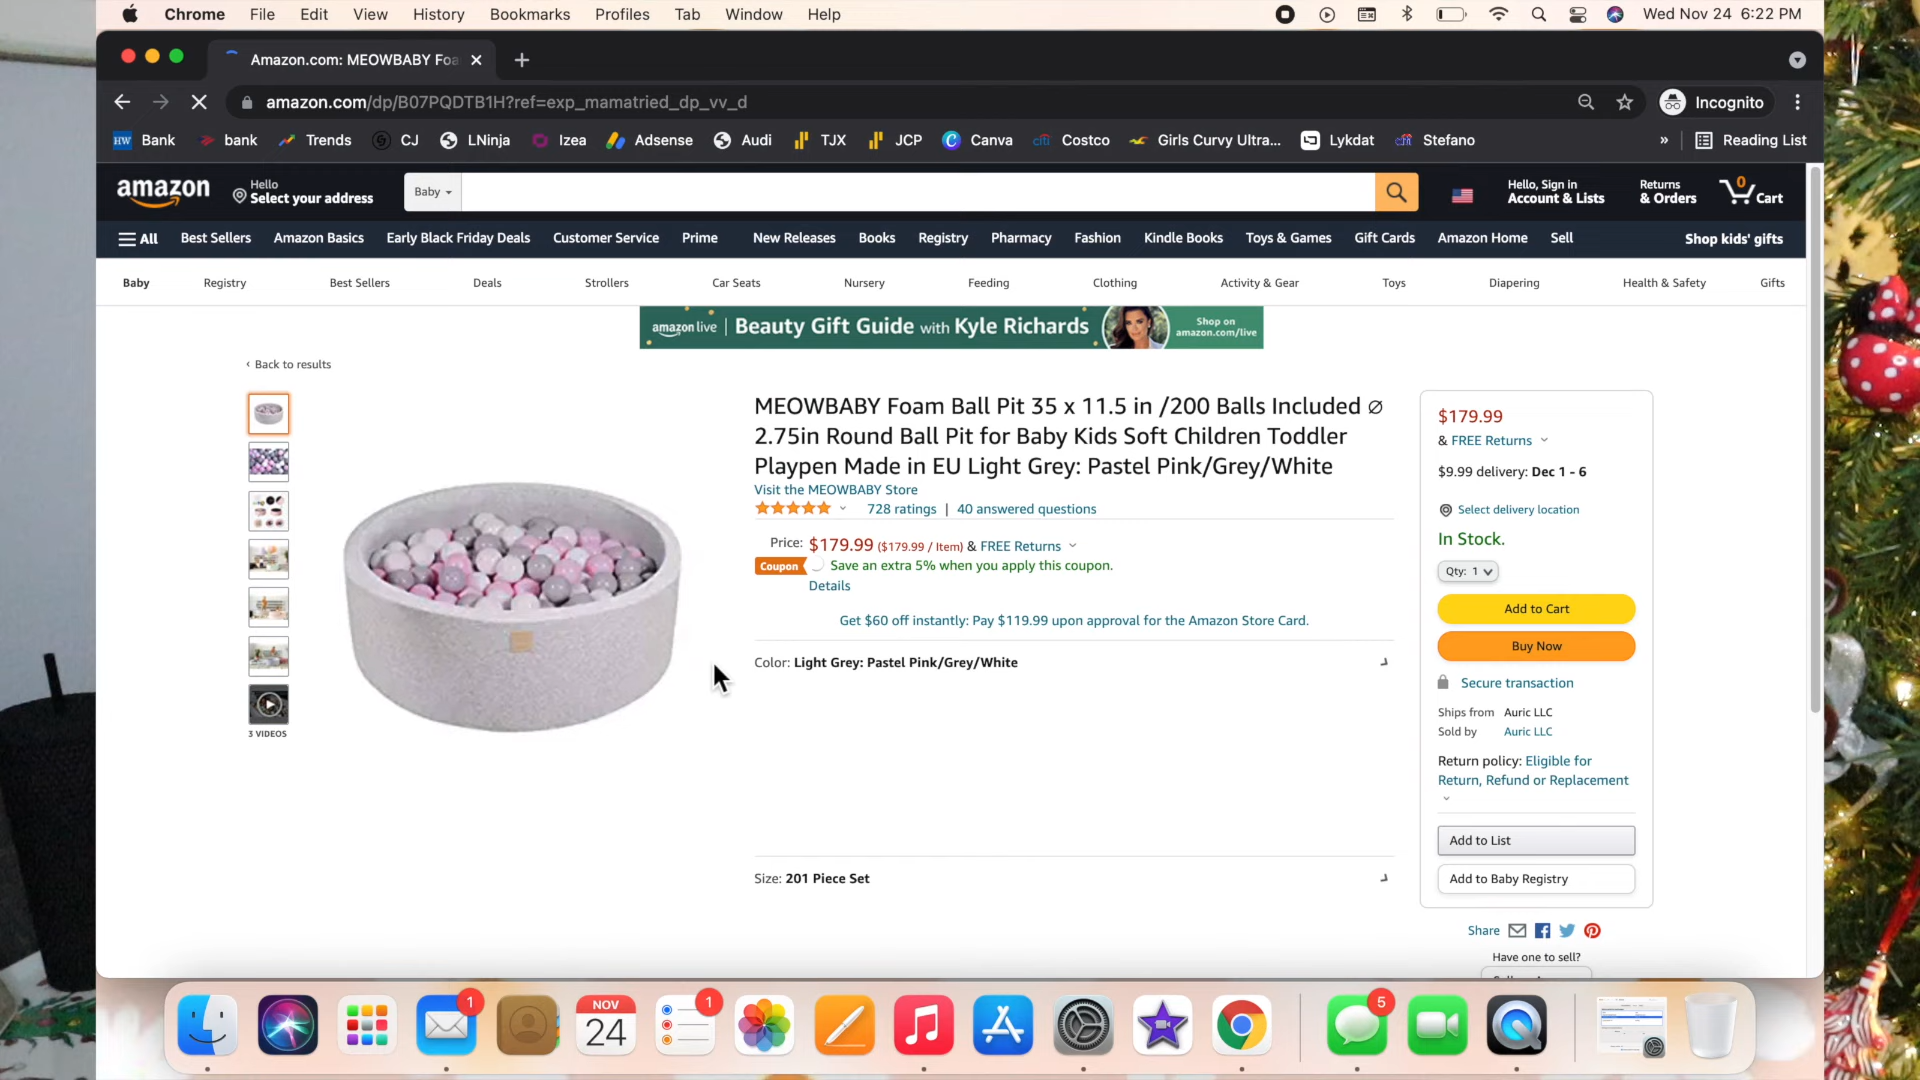 Chrome File Edit View History Bookmarks Profiles Tab Window Help Wed Nov 24 6:22 PM
Amazon.com: MEOWBABY Foa
amazon.com/dp/B07PQDTB1H?ref=exp_mamatried_dp_vv_d Incognito
HW Bank bank Trends CJ LNinja Izea Adsense Audi TJX JCP Canva citi Costco Girls Curvy Ultra... Lykdat citi Stefano » Reading List
amazon Hello Select your address Baby Hello, Sign in Account & Lists Returns & Orders 0 Cart
All Best Sellers Amazon Basics Early Black Friday Deals Customer Service Prime New Releases Books Registry Pharmacy Fashion Kindle Books Toys & Games Gift Cards Amazon Home Sell Shop kids' gifts
Baby Registry Best Sellers Deals Strollers Car Seats Nursery Feeding Clothing Activity & Gear Toys Diapering Health & Safety Gifts
amazon live | Beauty Gift Guide with Kyle Richards Shop on amazon.com/live
‹ Back to results
3 VIDEOS
MEOWBABY Foam Ball Pit 35 x 11.5 in /200 Balls Included ∅
2.75in Round Ball Pit for Baby Kids Soft Children Toddler
Playpen Made in EU Light Grey: Pastel Pink/Grey/White
Visit the MEOWBABY Store
728 ratings | 40 answered questions
Price: $179.99 ($179.99 / Item) & FREE Returns
Coupon Save an extra 5% when you apply this coupon.
Details
Get $60 off instantly: Pay $119.99 upon approval for the Amazon Store Card.
Color: Light Grey: Pastel Pink/Grey/White
Size: 201 Piece Set
$179.99
& FREE Returns
$9.99 delivery: Dec 1 - 6
Select delivery location
In Stock.
Qty: 1
Add to Cart
Buy Now
Secure transaction
Ships from Auric LLC
Sold by Auric LLC
Return policy: Eligible for
Return, Refund or Replacement
Add to List
Add to Baby Registry
Share
Have one to sell?
1 NOV 24 1 5